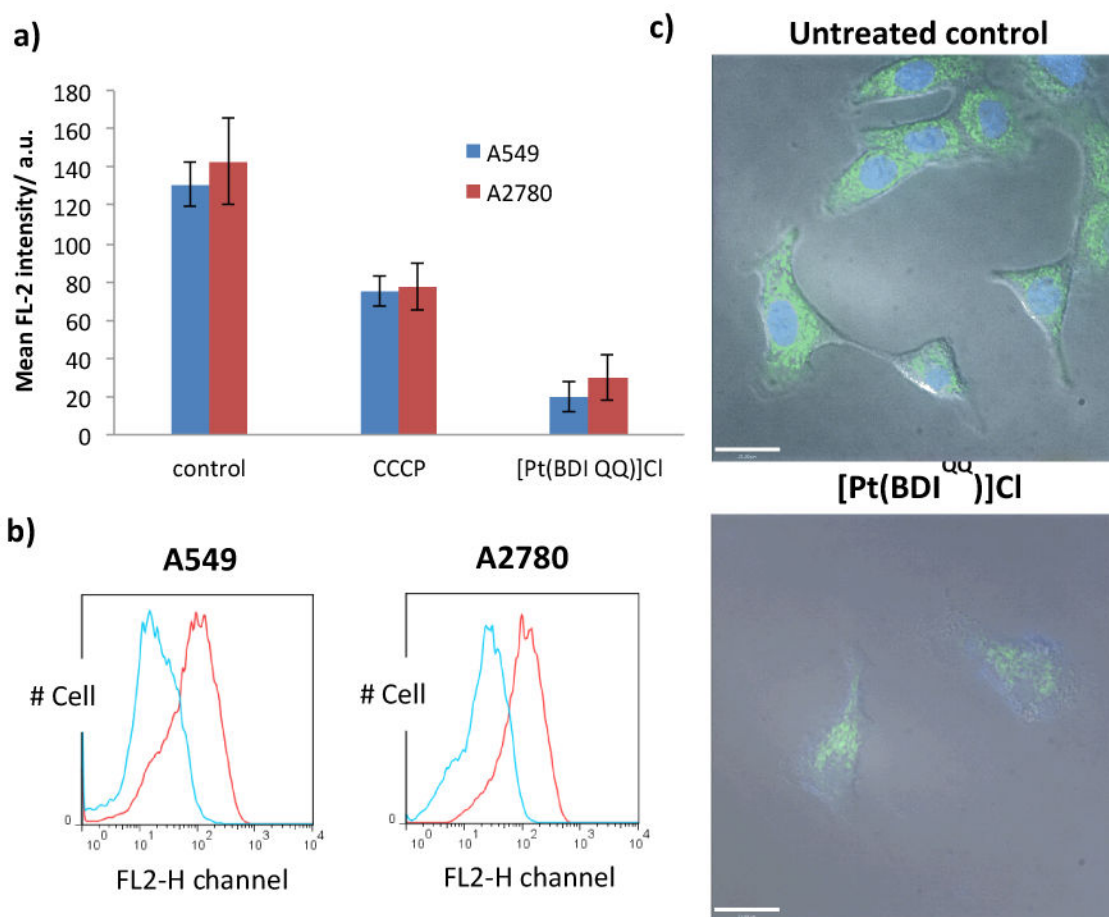 a)
Mean FL-2 intensity/ a.u.
180
160
140
120
100
80
60
40
20
0
A549
A2780
control
CCCP
[Pt(BDI QQ)]Cl
b)
A549
# Cell
0
10^0
10^1
10^2
10^3
10^4
FL2-H channel
A2780
# Cell
0
10^0
10^1
10^2
10^3
10^4
FL2-H channel
c)
Untreated control
[Pt(BDI^QQ)]Cl